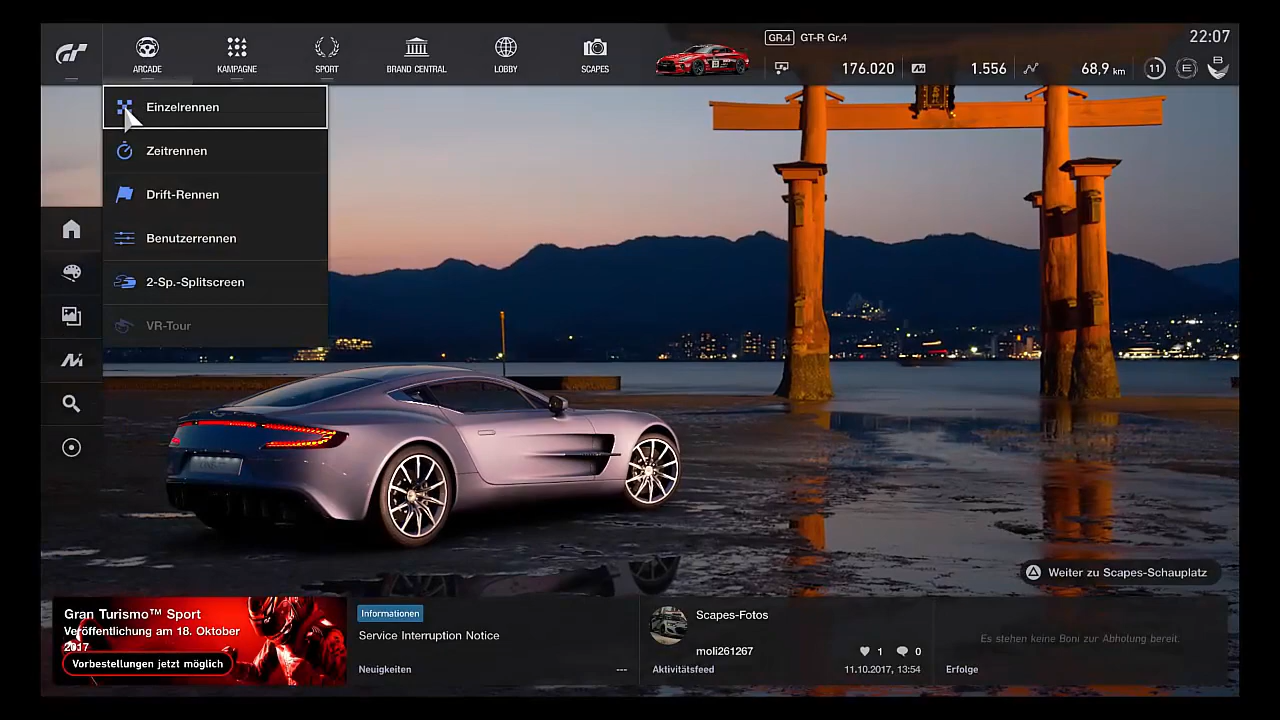 GR.4 GT-R Gr.4
22:07
ARCADE
KAMPAGNE
SPORT
BRAND CENTRAL
LOBBY
SCAPES
176.020
1.556
68,9 km
11
E
B
Einzelrennen
Zeitrennen
Drift-Rennen
Benutzerrennen
2-Sp.-Splitscreen
VR-Tour
Weiter zu Scapes-Schauplatz
Gran Turismo™ Sport
Veröffentlichung am 18. Oktober
2017
Vorbestellungen jetzt möglich
Informationen
Service Interruption Notice
Neuigkeiten ---
Scapes-Fotos
moli261267
1 0
Aktivitätsfeed 11.10.2017, 13:54
Es stehen keine Boni zur Abholung bereit.
Erfolge